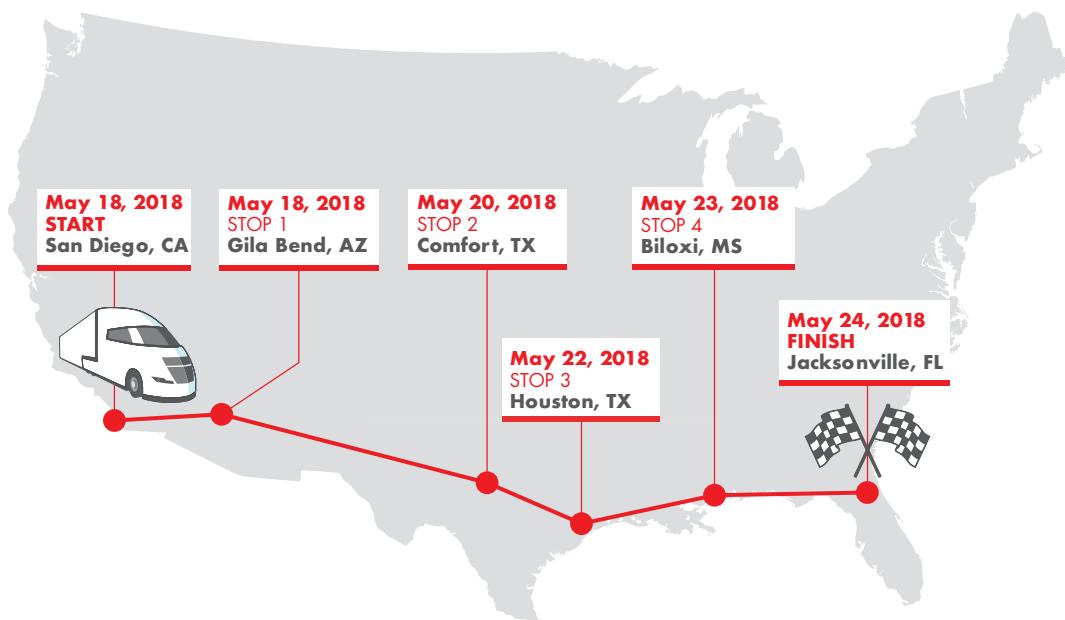 May 18, 2018
START
San Diego, CA
May 18, 2018
STOP 1
Gila Bend, AZ
May 20, 2018
STOP 2
Comfort, TX
May 22, 2018
STOP 3
Houston, TX
May 23, 2018
STOP 4
Biloxi, MS
May 24, 2018
FINISH
Jacksonville, FL